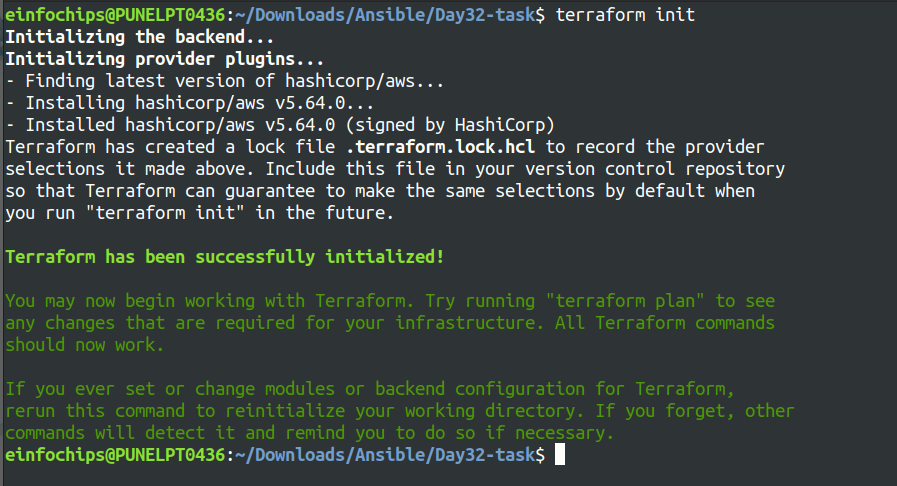 einfochips@PUNELPT0436:~/Downloads/Ansible/Day32-task$ terraform init
Initializing the backend...
Initializing provider plugins...
- Finding latest version of hashicorp/aws...
- Installing hashicorp/aws v5.64.0...
- Installed hashicorp/aws v5.64.0 (signed by HashiCorp)
Terraform has created a lock file .terraform.lock.hcl to record the provider
selections it made above. Include this file in your version control repository
so that Terraform can guarantee to make the same selections by default when
you run "terraform init" in the future.
Terraform has been successfully initialized!
You may now begin working with Terraform. Try running "terraform plan" to see
any changes that are required for your infrastructure. All Terraform commands
should now work.
If you ever set or change modules or backend configuration for Terraform,
rerun this command to reinitialize your working directory. If you forget, other
commands will detect it and remind you to do so if necessary.
einfochips@PUNELPT0436:~/Downloads/Ansible/Day32-task$